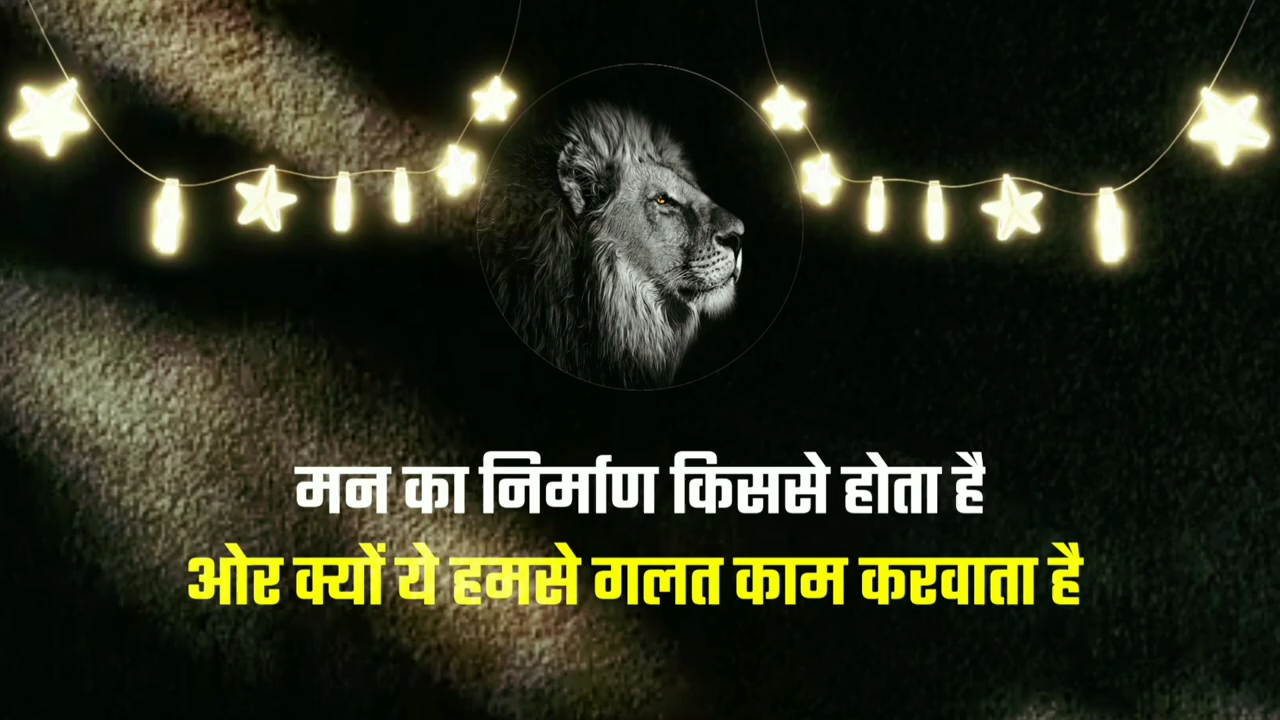 मन का निर्माण किससे होता है
ओर क्यों ये हमसे गलत काम करवाता है